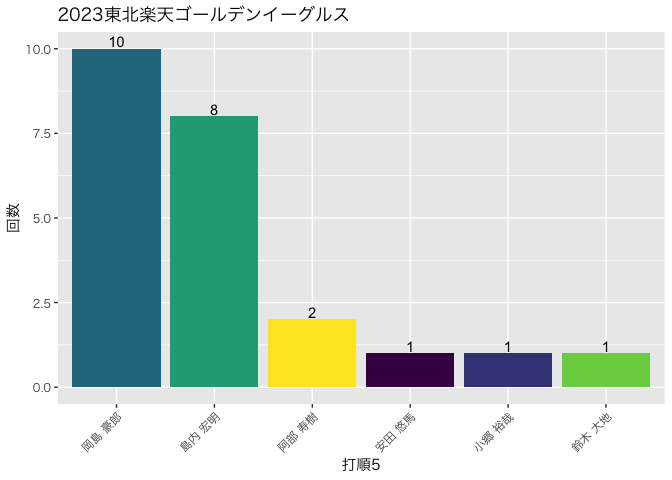 2023東北楽天ゴールデンイーグルス
10
8
2
1
1
1
10.0
7.5
5.0
2.5
0.0
回数
岡島 豪郎
島内 宏明
阿部 寿樹
安田 悠馬
小郷 裕哉
鈴木 大地
打順5